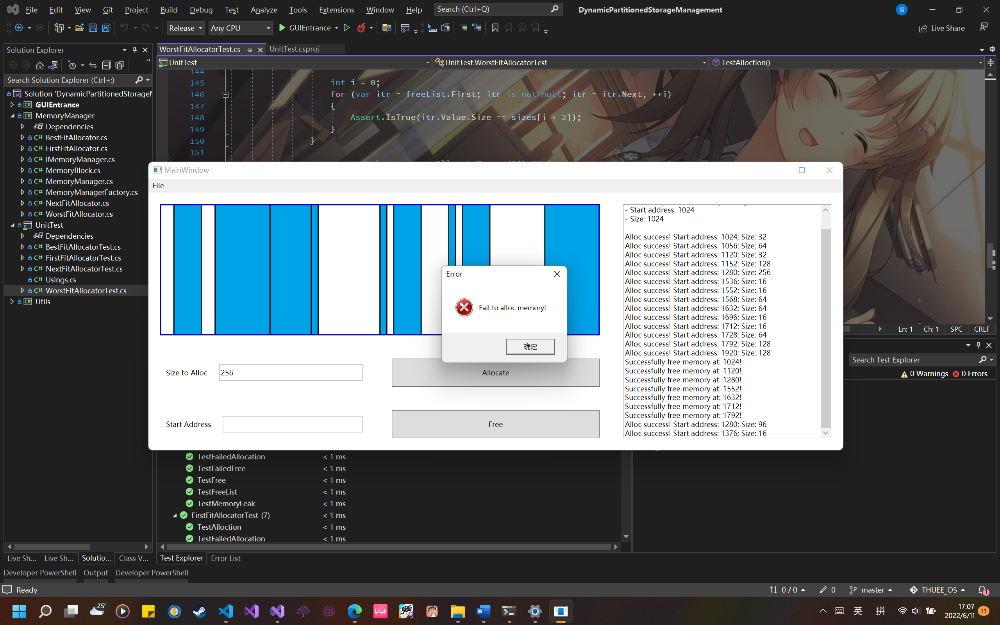 File Edit View Git Project Build Debug Test Analyze Tools Extensions Window Help Search (Ctrl+Q) DynamicPartitionedStorageManagement 雪
Release Any CPU GUIEntrance Live Share
Solution Explorer
WorstFitAllocatorTest.cs UnitTest.csproj
UnitTest UnitTest.WorstFitAllocatorTest TestAlloction()
Search Solution Explorer (Ctrl+;)
Solution 'DynamicPartitionedStorageM
GUIEntrance
MemoryManager
Dependencies
C# BestFitAllocator.cs
C# FirstFitAllocator.cs
C# IMemoryManager.cs
C# MemoryBlock.cs
C# MemoryManager.cs
C# MemoryManagerFactory.cs
C# NextFitAllocator.cs
C# WorstFitAllocator.cs
UnitTest
Dependencies
C# BestFitAllocatorTest.cs
C# FirstFitAllocatorTest.cs
C# NextFitAllocatorTest.cs
C# Usings.cs
C# WorstFitAllocatorTest.cs
C# Utils
144
145 int i = 0;
146 for (var itr = freeList.First; itr is not null; itr = itr.Next, ++i)
147 {
148 Assert.IsTrue(itr.Value.Size == sizes[i * 2]);
149 }
150 }
151
MainWindow
File
- Start address: 1024
- Size: 1024
Alloc success! Start address: 1024; Size: 32
Alloc success! Start address: 1056; Size: 64
Alloc success! Start address: 1120; Size: 32
Alloc success! Start address: 1152; Size: 128
Alloc success! Start address: 1280; Size: 256
Alloc success! Start address: 1536; Size: 16
Alloc success! Start address: 1552; Size: 16
Alloc success! Start address: 1568; Size: 64
Alloc success! Start address: 1632; Size: 64
Alloc success! Start address: 1696; Size: 16
Alloc success! Start address: 1712; Size: 16
Alloc success! Start address: 1728; Size: 64
Alloc success! Start address: 1792; Size: 128
Alloc success! Start address: 1920; Size: 128
Successfully free memory at: 1024!
Successfully free memory at: 1120!
Successfully free memory at: 1280!
Successfully free memory at: 1552!
Successfully free memory at: 1632!
Successfully free memory at: 1712!
Successfully free memory at: 1792!
Alloc success! Start address: 1280; Size: 96
Alloc success! Start address: 1376; Size: 16
Error
Fail to alloc memory!
确定
Size to Alloc 256 Allocate
Start Address Free
Ln: 1 Ch: 1 SPC CRLF
Search Test Explorer
0 Warnings 0 Errors
TestFailedAllocation < 1 ms
TestFailedFree < 1 ms
TestFree < 1 ms
TestFreeList < 1 ms
TestMemoryLeak < 1 ms
FirstFitAllocatorTest (7) < 1 ms
TestAlloction < 1 ms
TestFailedAllocation < 1 ms
Live Sh... Live Sh... Solutio... Class V... Test Explorer Error List
Developer PowerShell Output Developer PowerShell
Ready 0 / 0 0 master THUEE_OS 1
25° bilibili 英 拼 17:07
2022/6/11 11